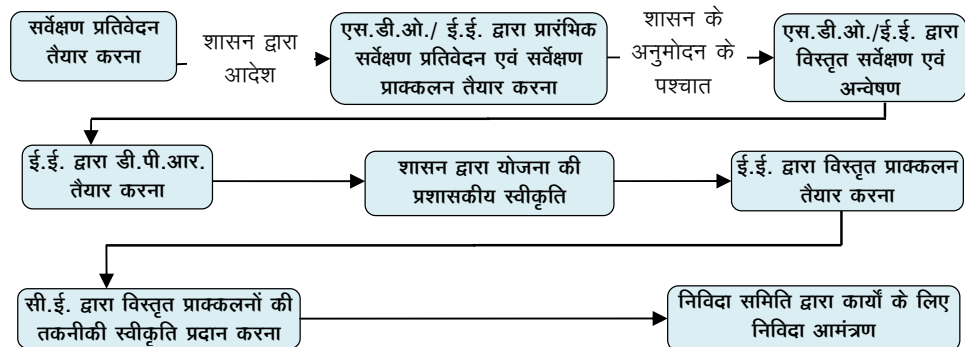 सर्वेक्षण प्रतिवेदन
तैयार करना
शासन द्वारा
आदेश
एस.डी.ओ./ ई.ई. द्वारा प्रारंभिक
सर्वेक्षण प्रतिवेदन एवं सर्वेक्षण
प्राक्कलन तैयार करना
शासन के
अनुमोदन के
पश्चात
एस.डी.ओ./ई.ई. द्वारा
विस्तृत सर्वेक्षण एवं
अन्वेषण
ई.ई. द्वारा डी.पी.आर.
तैयार करना
शासन द्वारा योजना की
प्रशासकीय स्वीकृति
ई.ई. द्वारा विस्तृत प्राक्कलन
तैयार करना
सी.ई. द्वारा विस्तृत प्राक्कलनों की
तकनीकी स्वीकृति प्रदान करना
निविदा समिति द्वारा कार्यों के लिए
निविदा आमंत्रण